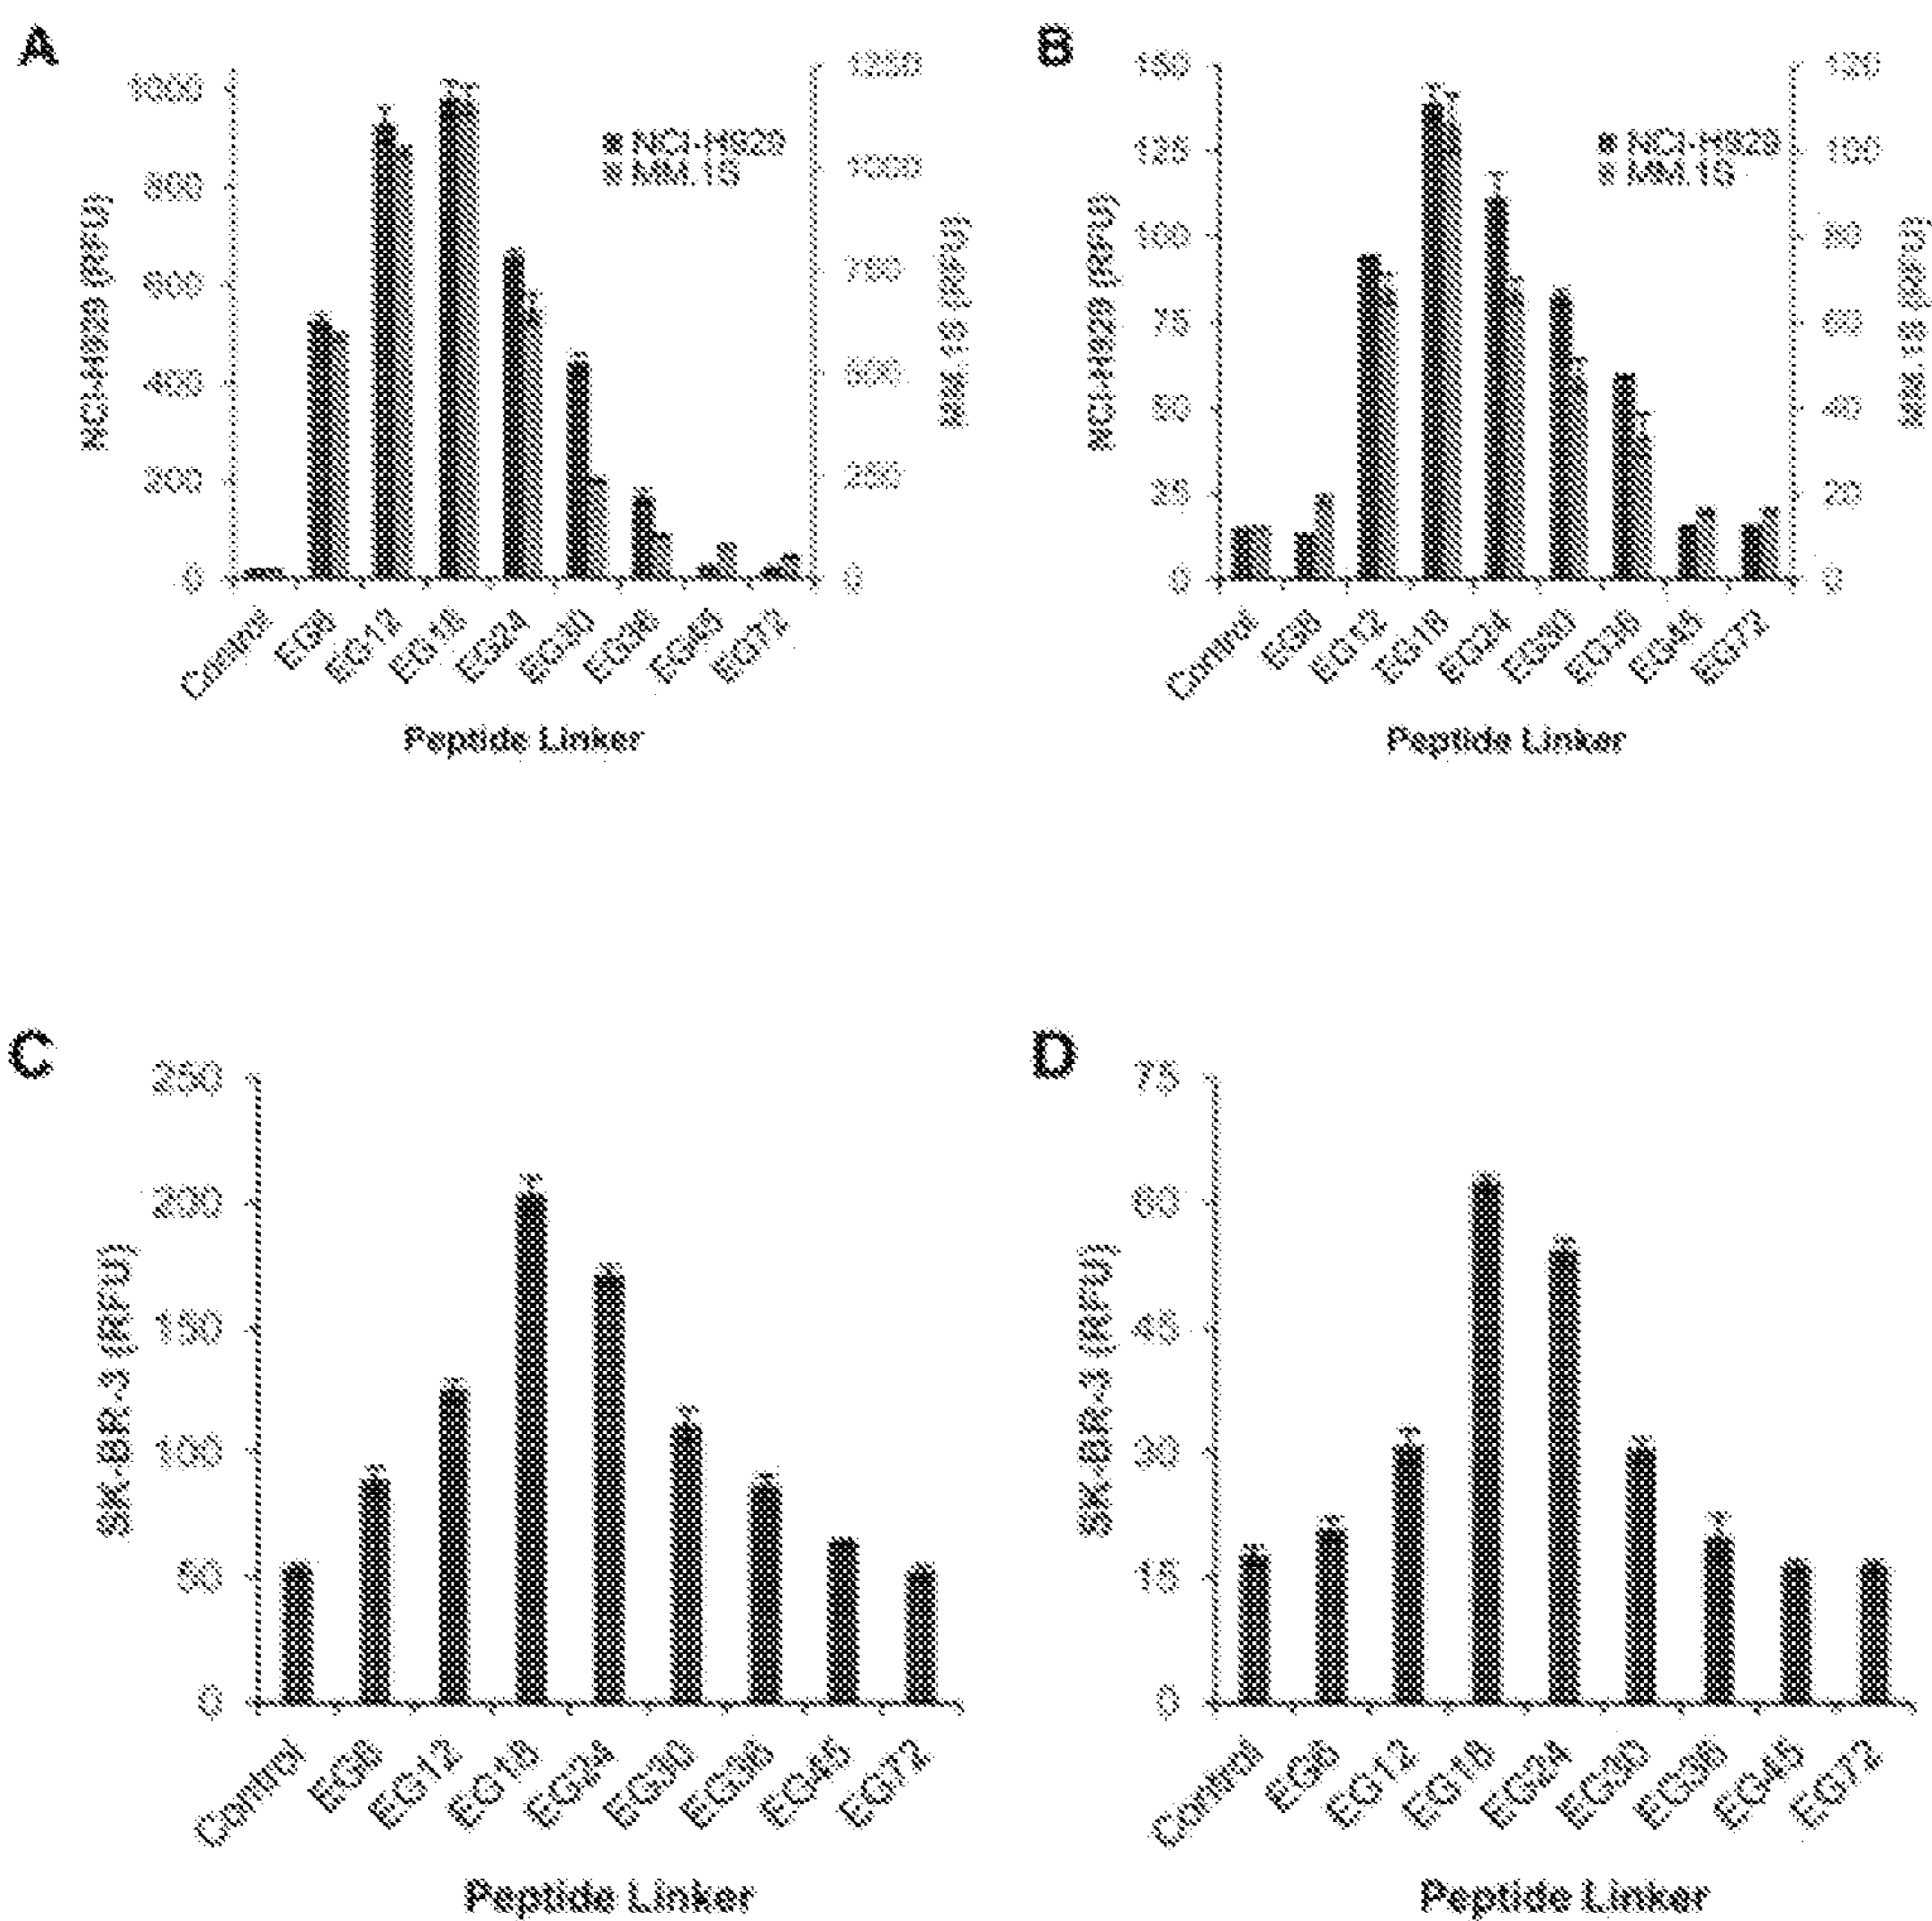 A
1000
800
600
400
200
0
NCI-H929 (RFU)
1250
1000
750
500
250
0
MM.1S (RFU)
NCI-H929
MM.1S
Control
EG6
EG12
EG18
EG24
EG30
EG36
EG45
EG72
Peptide Linker
B
150
125
100
75
50
25
0
NCI-H929 (RFU)
120
100
80
60
40
20
0
MM.1S (RFU)
NCI-H929
MM.1S
Control
EG6
EG12
EG18
EG24
EG30
EG36
EG45
EG72
Peptide Linker
C
250
200
150
100
50
0
SK-BR-3 (RFU)
Control
EG6
EG12
EG18
EG24
EG30
EG36
EG45
EG72
Peptide Linker
D
75
60
45
30
15
0
SK-BR-3 (RFU)
Control
EG6
EG12
EG18
EG24
EG30
EG36
EG45
EG72
Peptide Linker